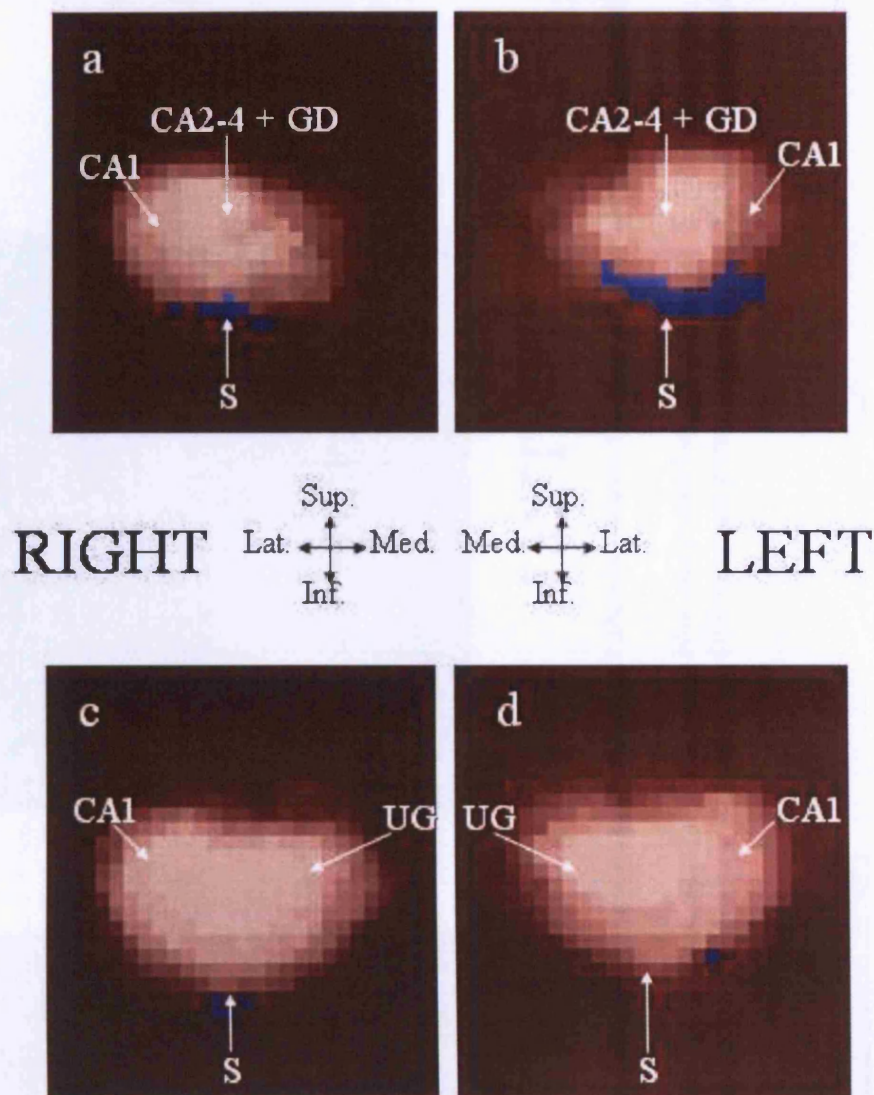 a
CA2-4 + GD
CA1
S
b
CA2-4 + GD
CA1
S
RIGHT
Sup.
Lat.
Med.
Inf.
Sup.
Med.
Lat.
Inf.
LEFT
c
CA1
UG
S
d
UG
CA1
S